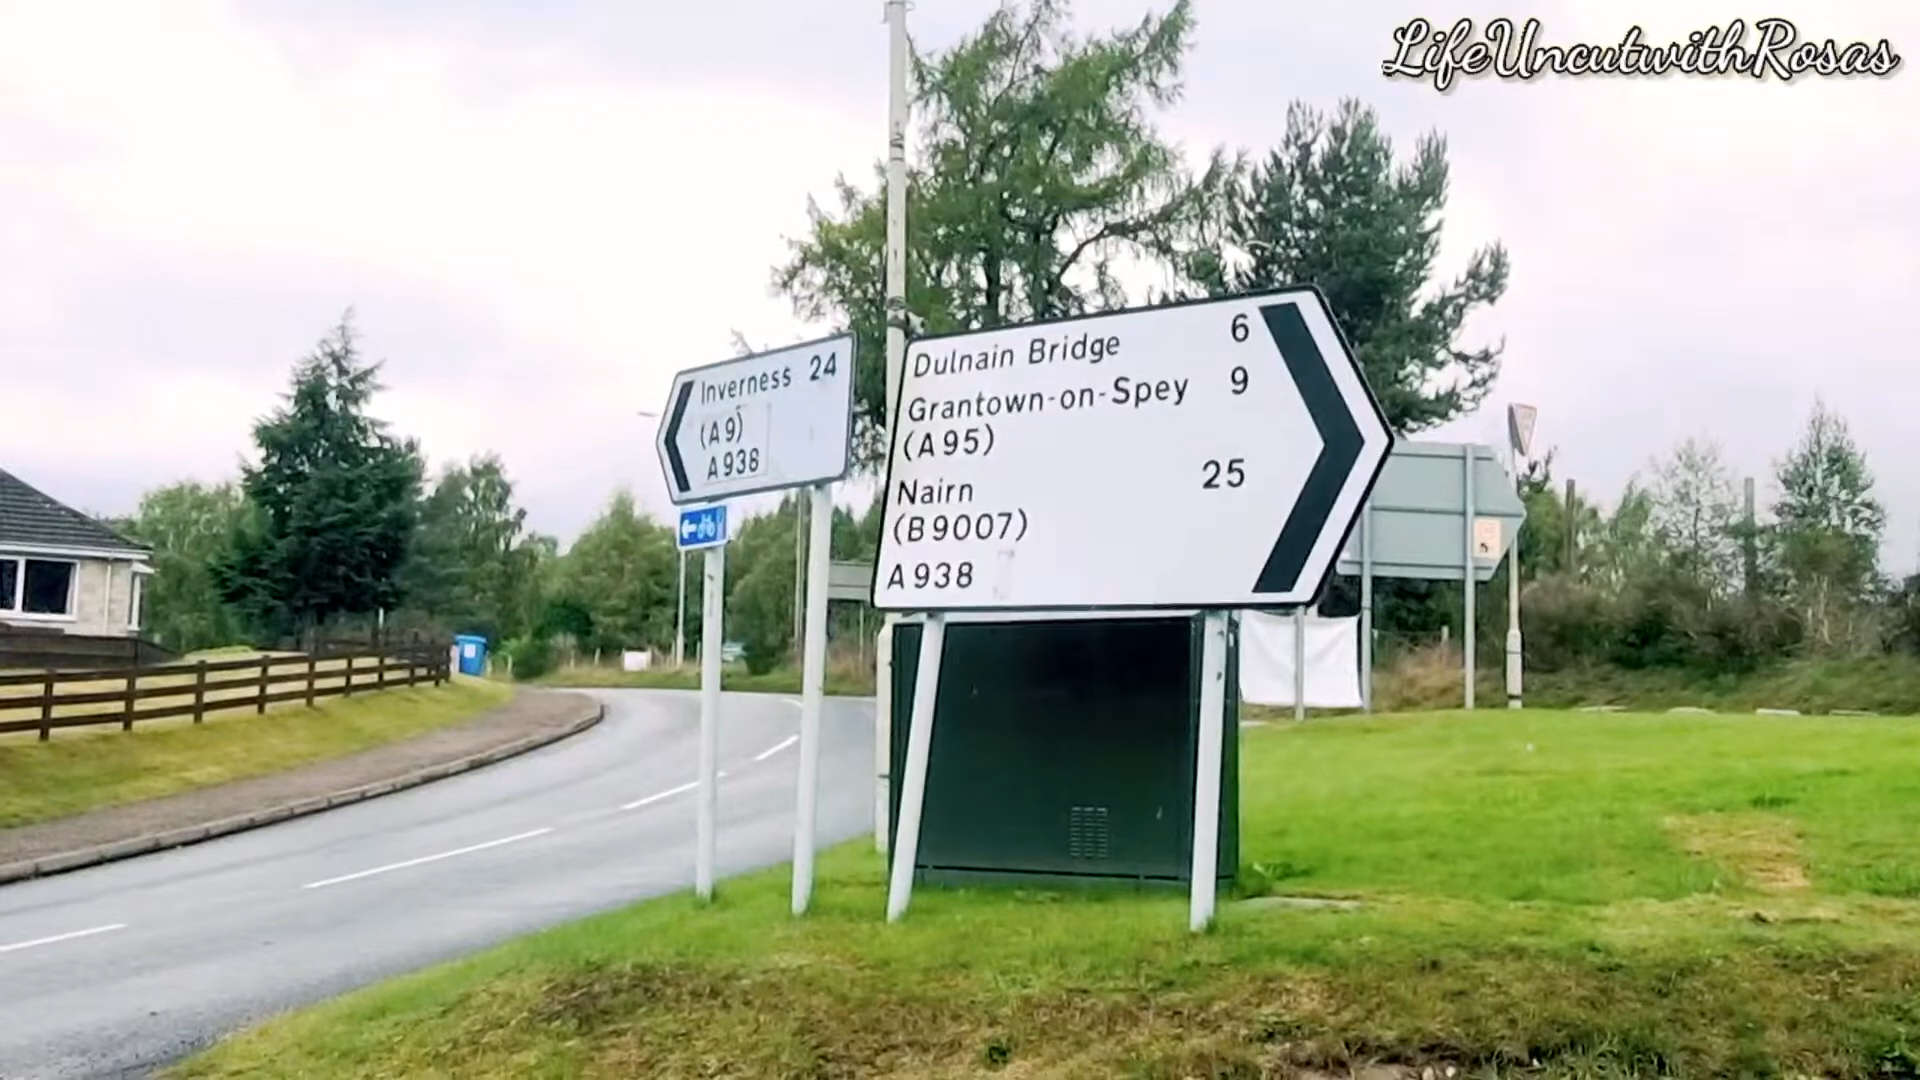 LifeUncutwithRosas
Inverness 24
(A9)
A938
Dulnain Bridge 6
Grantown-on-Spey 9
(A95)
Nairn 25
(B9007)
A938